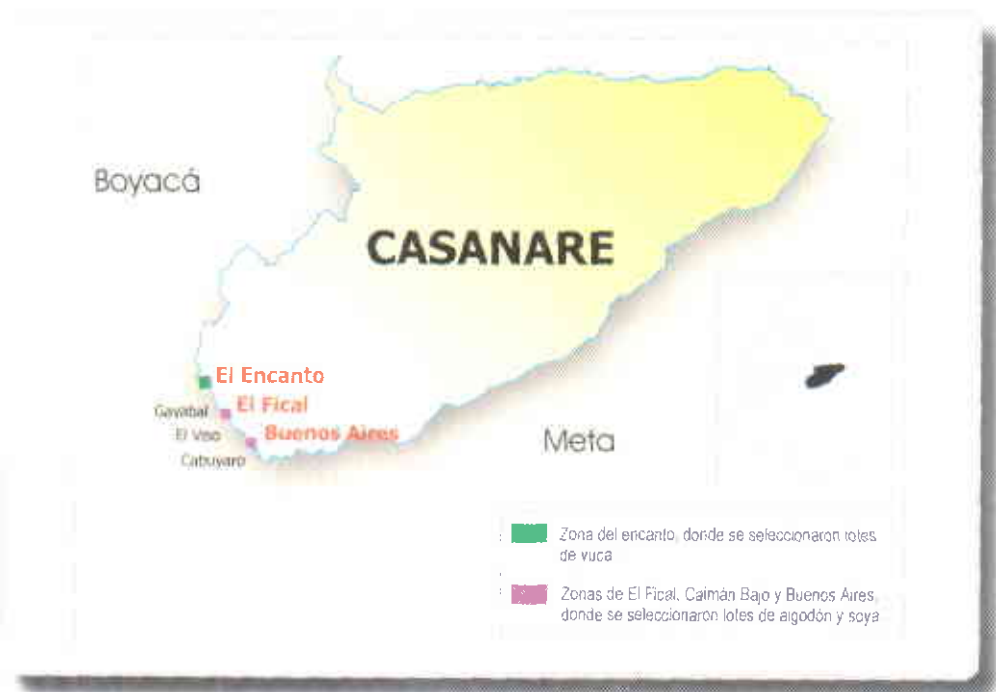 Boyacá
CASANARE
El Encanto
Guayabal
El Fical
El Viso
Buenos Aires
Cabuyaro
Meta
Zona del encanto, donde se seleccionaron lotes
de yuca
Zonas de El Fical, Caimán Bajo y Buenos Aires,
donde se seleccionaron lotes de algodón y soya